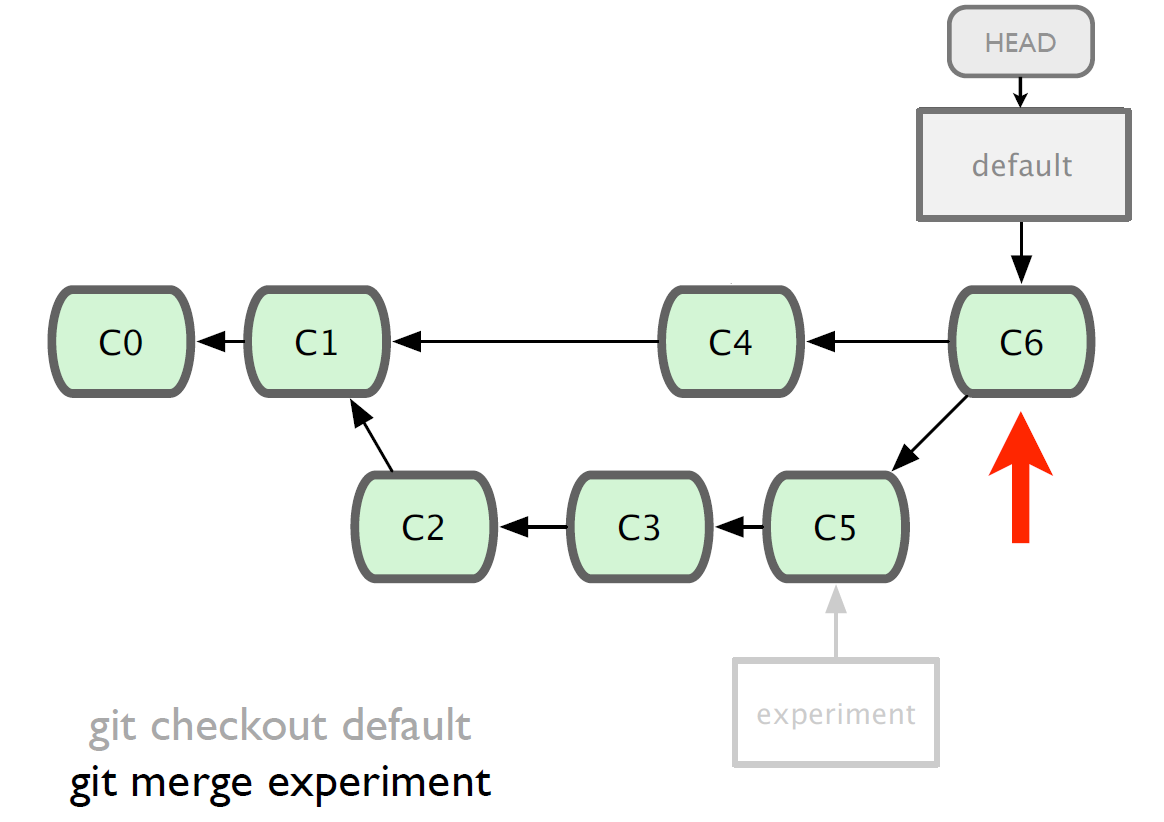 HEAD
default
C0
C1
C4
C6
C2
C3
C5
experiment
git checkout default
git merge experiment